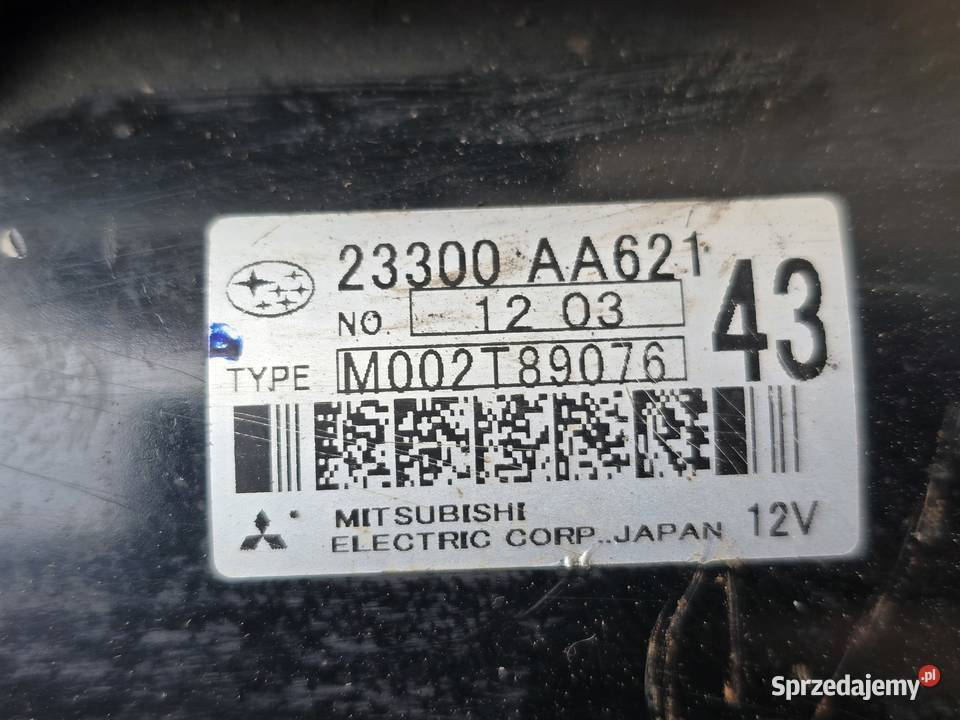 23300 AA621
NO. 12 03
43
TYPE M002T89076
MITSUBISHI
ELECTRIC CORP.,JAPAN 12V
Sprzedajemy.pl